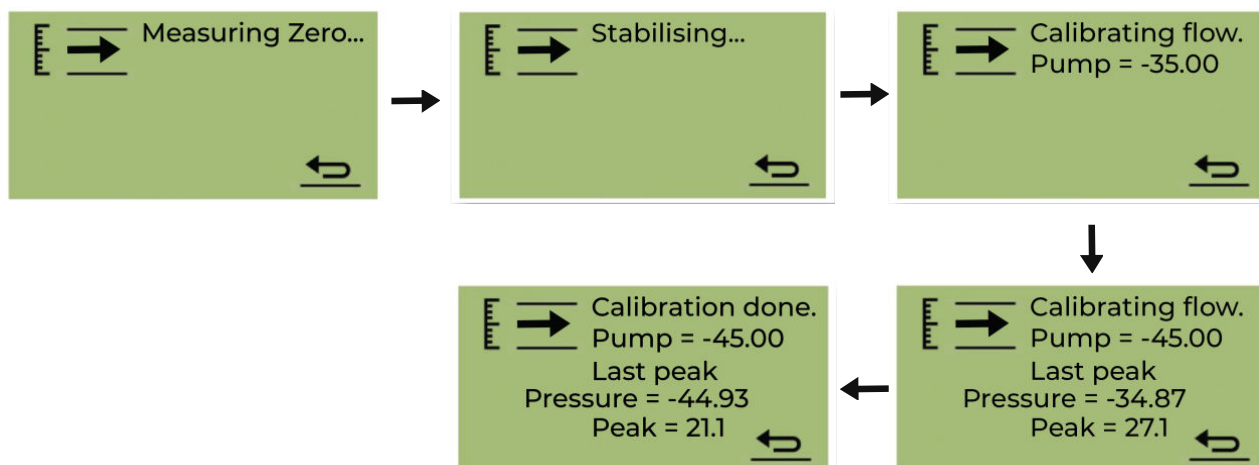 Measuring Zero...
Stabilising...
Calibrating flow.
Pump = -35.00
Calibrating flow.
Pump = -45.00
Last peak
Pressure = -34.87
Peak = 27.1
Calibration done.
Pump = -45.00
Last peak
Pressure = -44.93
Peak = 21.1